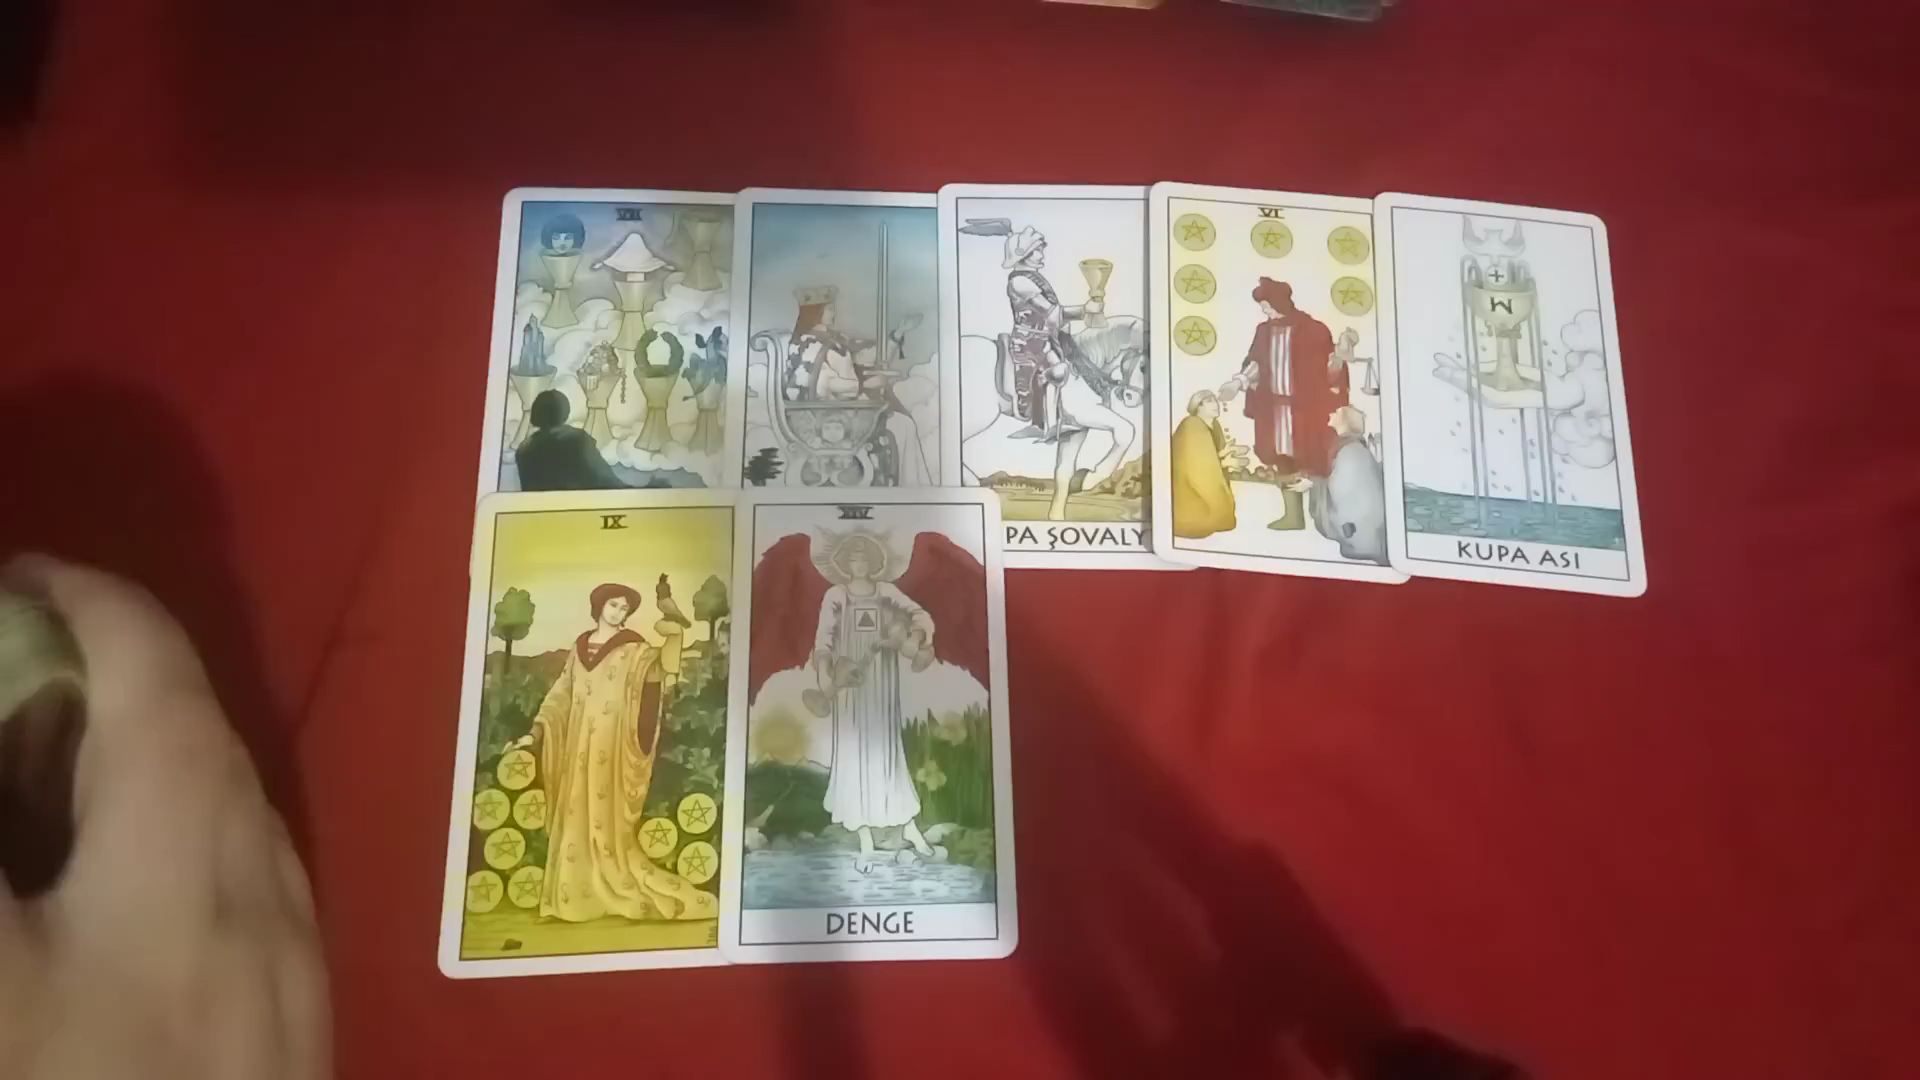 VII
PA ŞOVALY
VI
KUPA ASI
IX
XIV
DENGE